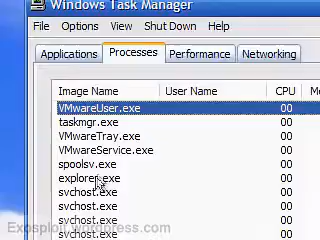 Windows Task Manager
File Options View Shut Down Help
Applications Processes Performance Networking
Image Name User Name CPU
VMwareUser.exe 00
taskmgr.exe 00
VMwareTray.exe 00
VMwareService.exe 00
spoolsv.exe 00
explorer.exe 00
svchost.exe 00
svchost.exe 00
svchost.exe 00
svchost.exe 00
Exosploit.wordpress.com